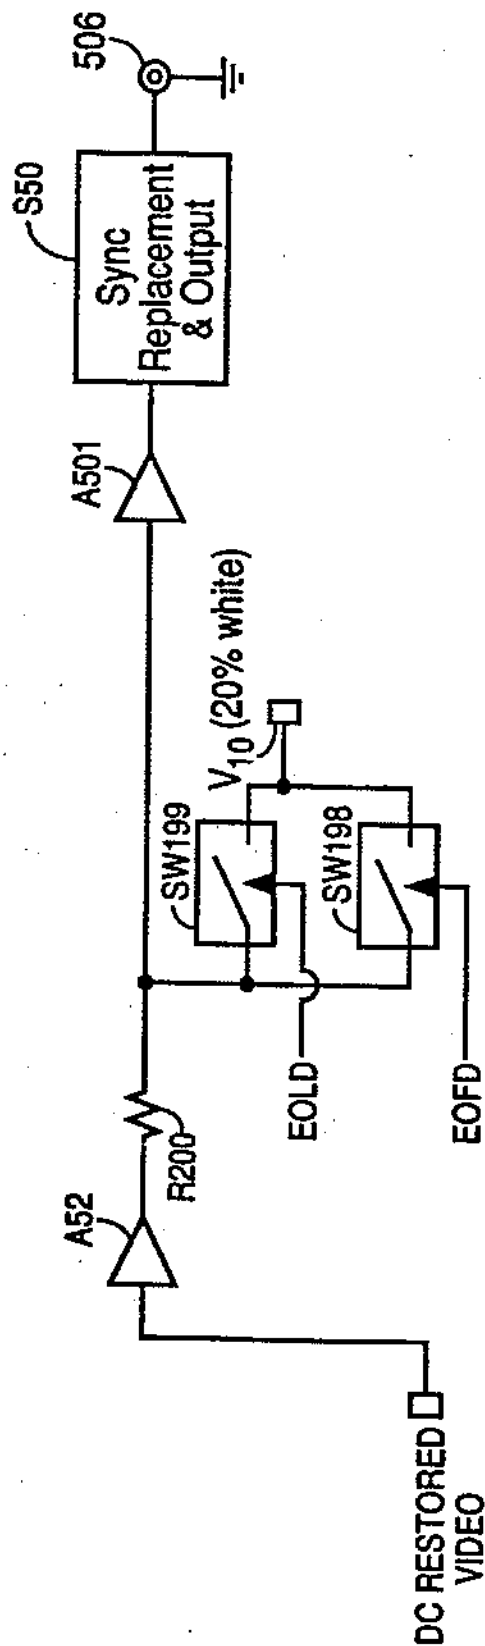 506
S50
Sync
Replacement
& Output
A501
V10 (20% white)
SW199
SW198
EOLD
EOFD
R200
A52
DC RESTORED
VIDEO